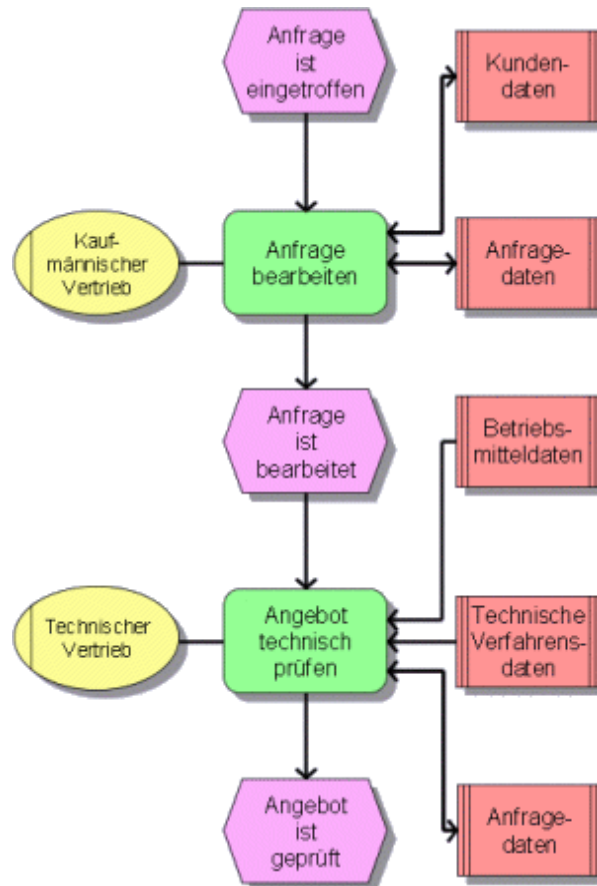 Anfrage
ist
eingetroffen
Kunden-
daten
Kauf-
männischer
Vertrieb
Anfrage
bearbeiten
Anfrage-
daten
Anfrage
ist
bearbeitet
Betriebs-
mitteldaten
Technischer
Vertrieb
Angebot
technisch
prüfen
Technische
Verfahrens-
daten
Angebot
ist
geprüft
Anfrage-
daten